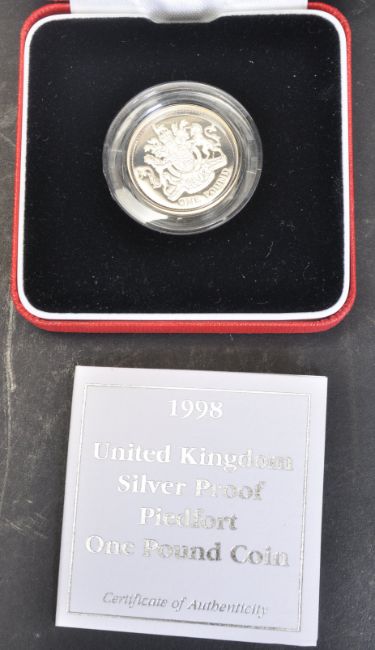 ONE POUND
1998
United Kingdom
Silver Proof
Piedfort
One Pound Coin
Certificate of Authenticity